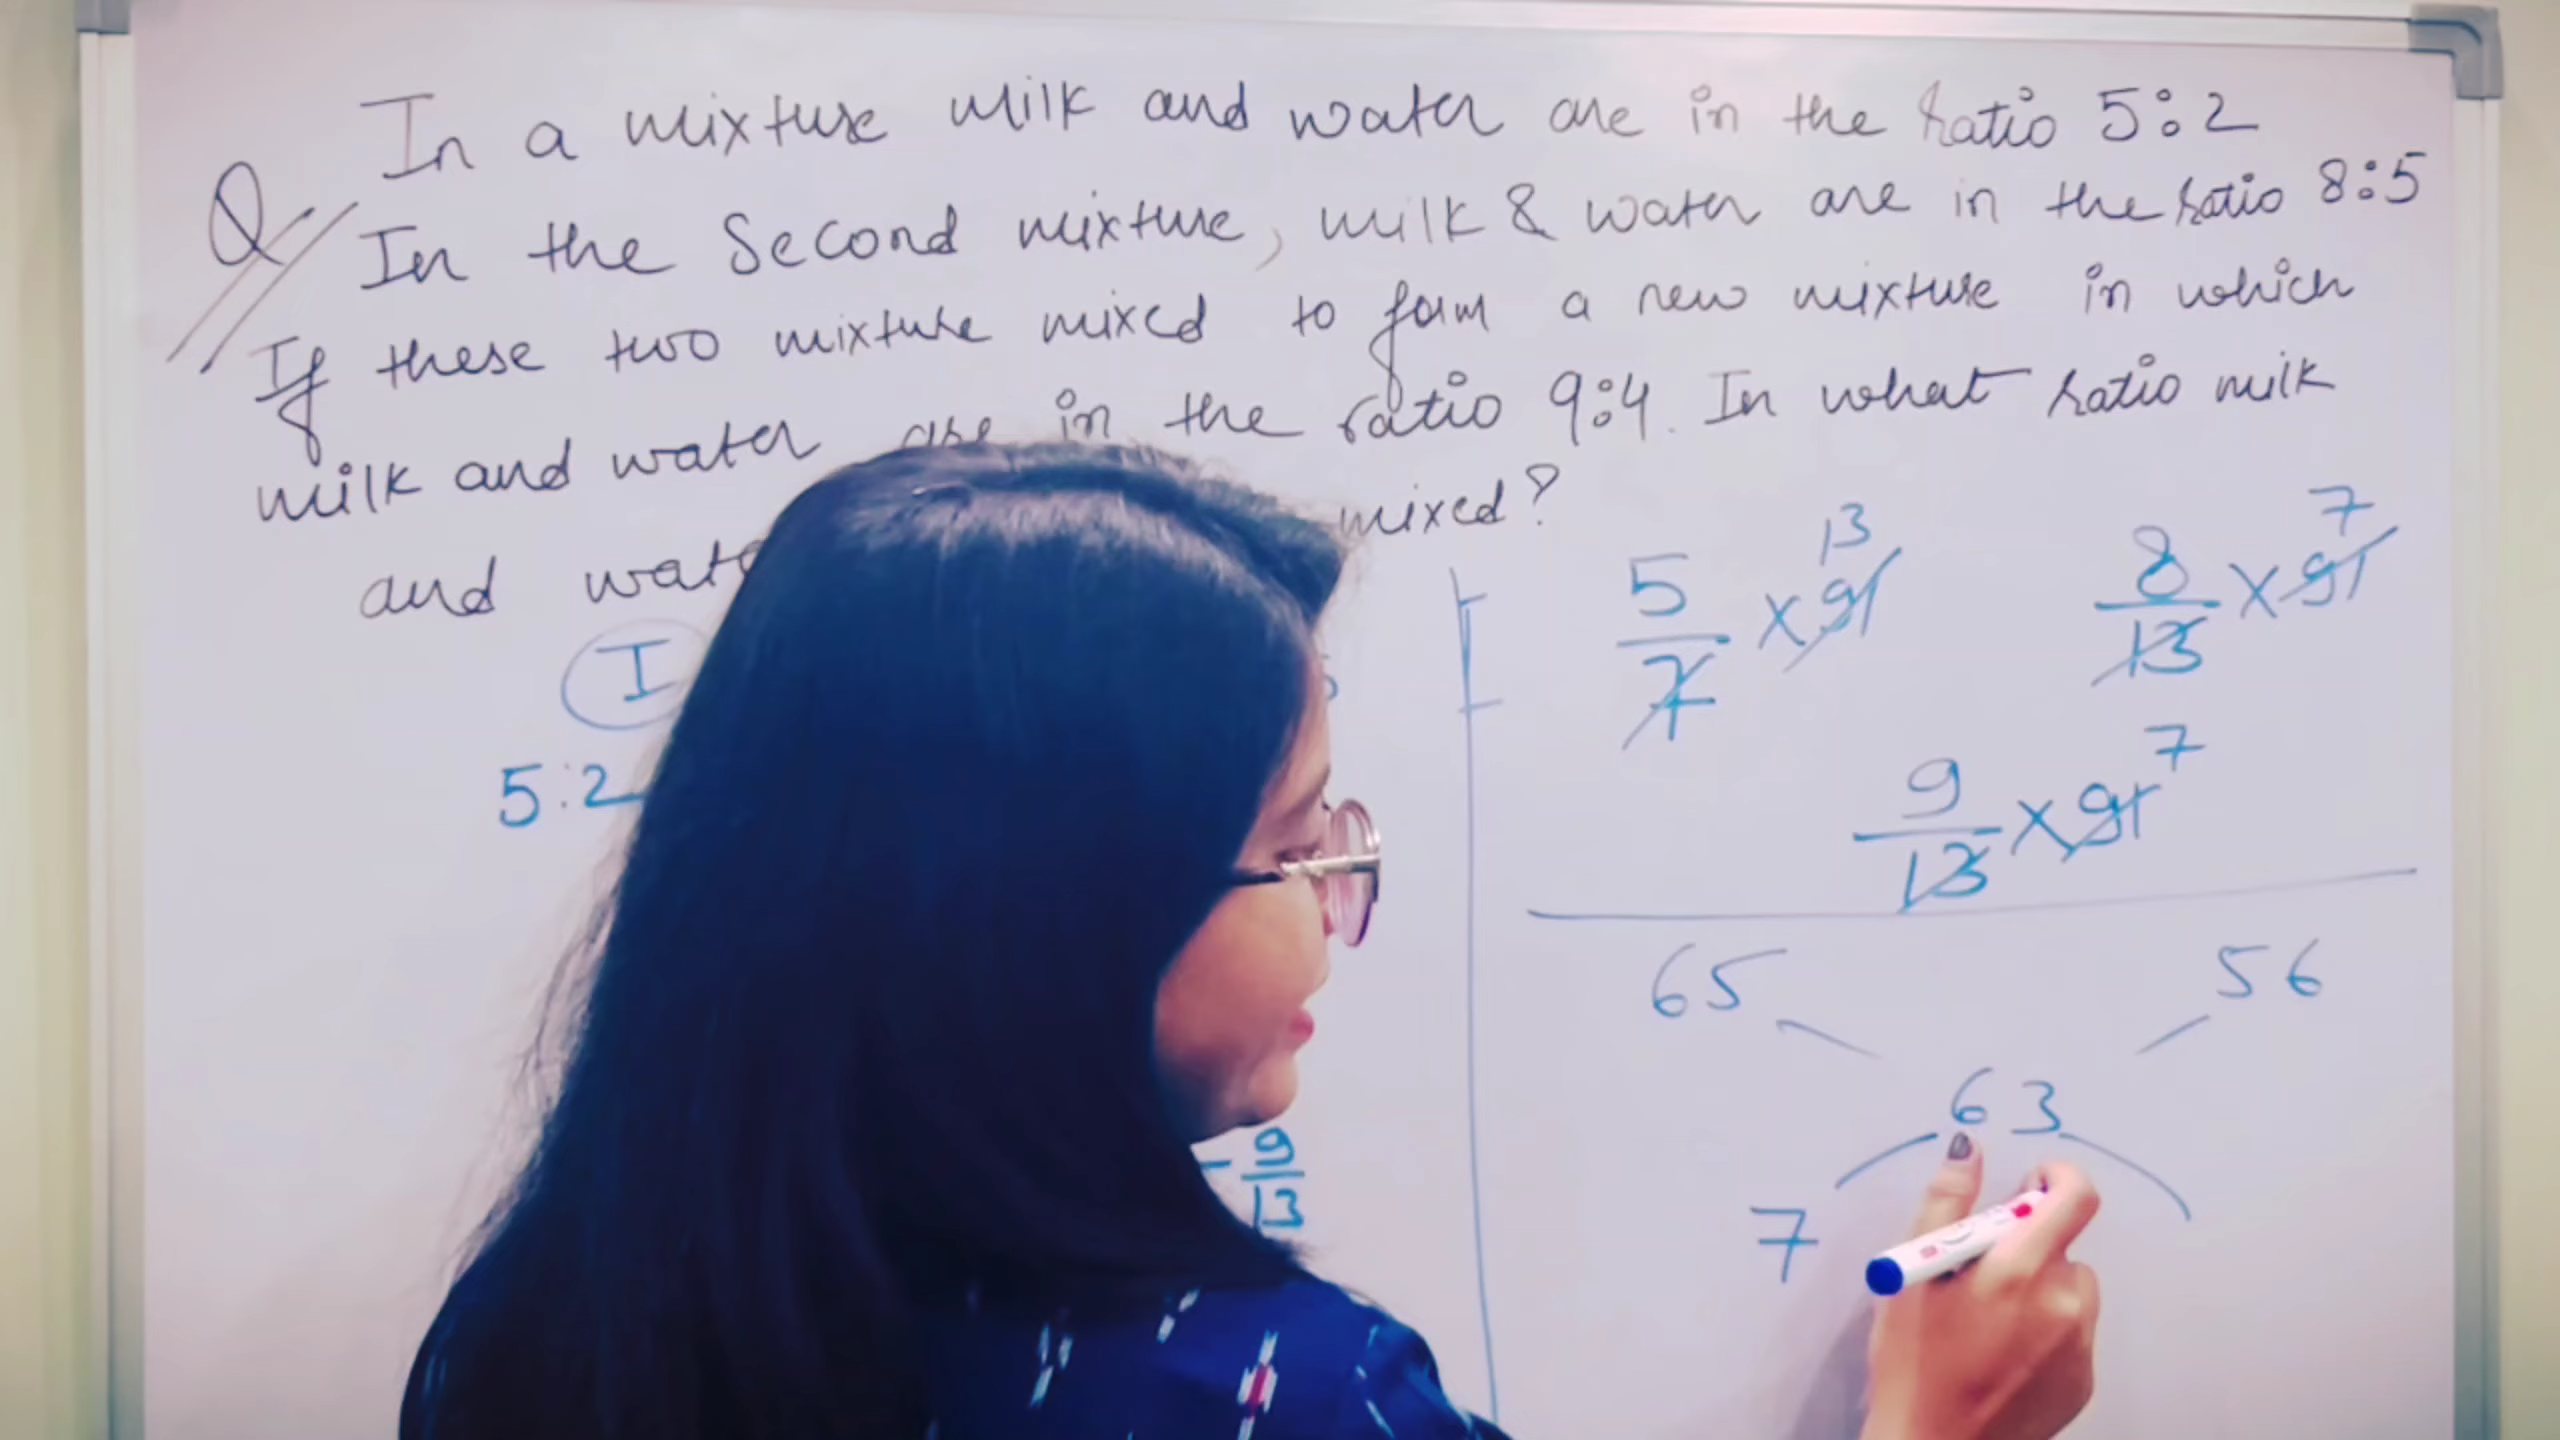 Q In a mixture milk and water are in the ratio 5:2
In the Second mixture, milk & water are in the ratio 8:5
If these two mixture mixed to form a new mixture in which
milk and water are in the ratio 9:4. In what ratio milk
and mixed?
I
5:2
5/7 × 91 13
8/13 × 91 7
9/13 × 91 7
65 56
63
7
9/13